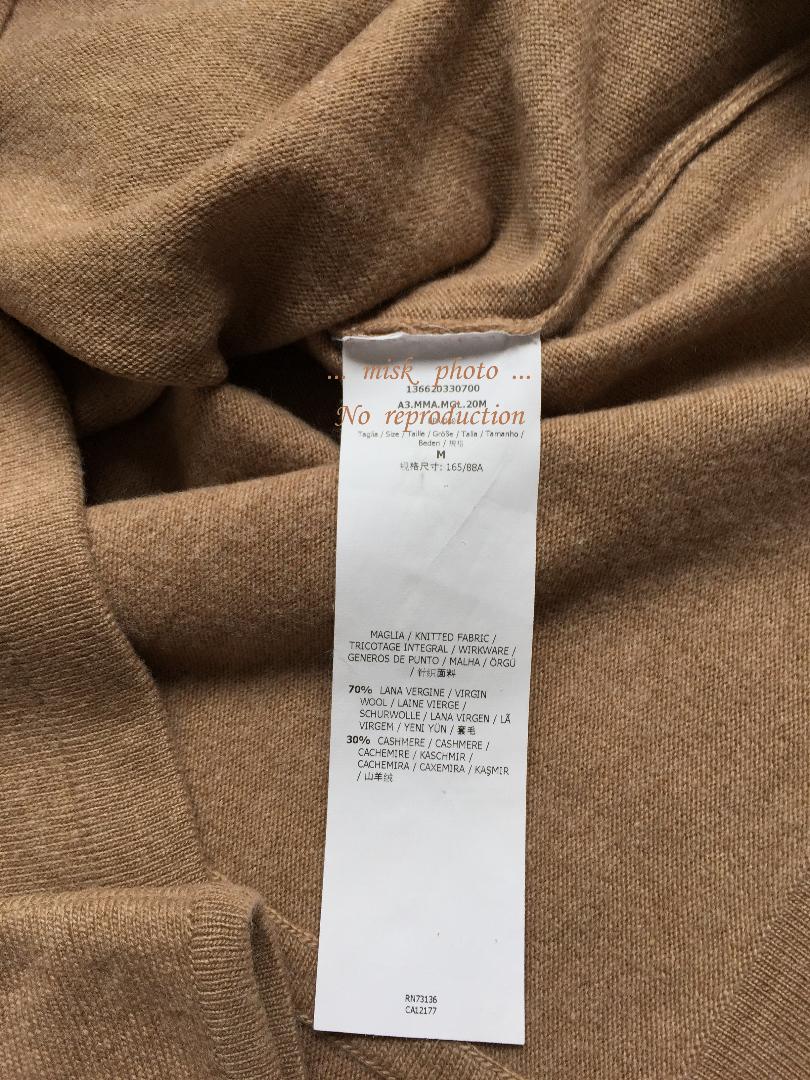 ... misk photo ...
136620330700
A3.MMA.MGL.20M
No reproduction
Taglia / Size / Taille / Größe / Talla / Tamanho /
Beden / 规格
M
规格尺寸: 165/88A
MAGLIA / KNITTED FABRIC /
TRICOTAGE INTEGRAL / WIRKWARE /
GENEROS DE PUNTO / MALHA / ÖRGÜ
/ 针织面料
70% LANA VERGINE / VIRGIN
WOOL / LAINE VIERGE /
SCHURWOLLE / LANA VIRGEN / LÃ
VIRGEM / YENI YÜN / 羊毛
30% CASHMERE / CASHMERE /
CACHEMIRE / KASCHMIR /
CACHEMIRA / CAXEMIRA / KAŞMIR
/ 山羊绒
RN73136
CA12177